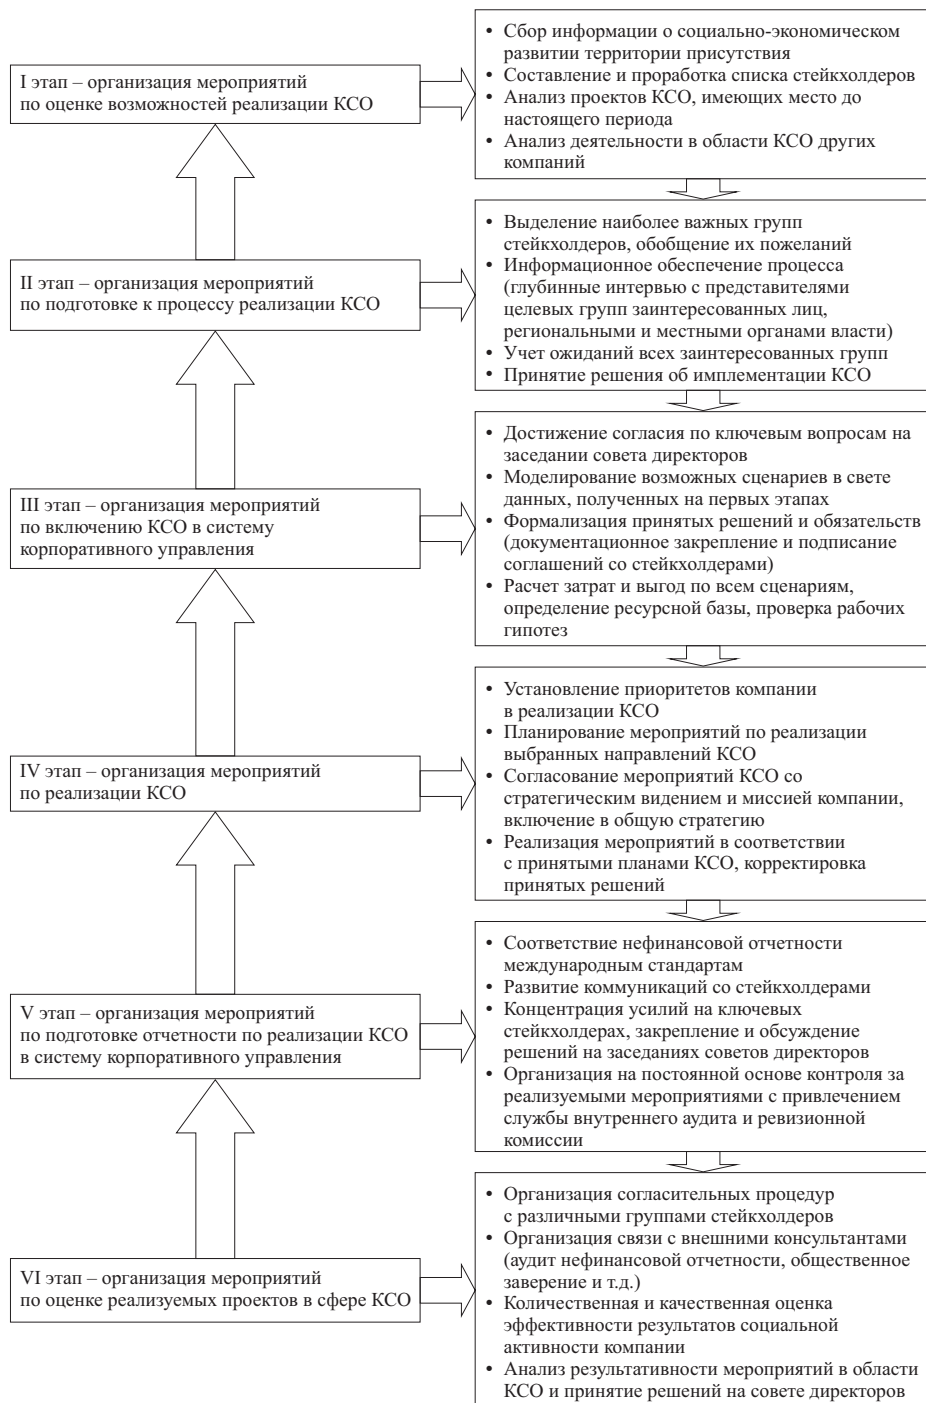 I этап – организация мероприятий
по оценке возможностей реализации КСО
• Сбор информации о социально-экономическом
развитии территории присутствия
• Составление и проработка списка стейкхолдеров
• Анализ проектов КСО, имеющих место до
настоящего периода
• Анализ деятельности в области КСО других
компаний
II этап – организация мероприятий
по подготовке к процессу реализации КСО
• Выделение наиболее важных групп
стейкхолдеров, обобщение их пожеланий
• Информационное обеспечение процесса
(глубинные интервью с представителями
целевых групп заинтересованных лиц,
региональными и местными органами власти)
• Учет ожиданий всех заинтересованных групп
• Принятие решения об имплементации КСО
III этап – организация мероприятий
по включению КСО в систему
корпоративного управления
• Достижение согласия по ключевым вопросам на
заседании совета директоров
• Моделирование возможных сценариев в свете
данных, полученных на первых этапах
• Формализация принятых решений и обязательств
(документационное закрепление и подписание
соглашений со стейкхолдерами)
• Расчет затрат и выгод по всем сценариям,
определение ресурсной базы, проверка рабочих
гипотез
IV этап – организация мероприятий
по реализации КСО
• Установление приоритетов компании
в реализации КСО
• Планирование мероприятий по реализации
выбранных направлений КСО
• Согласование мероприятий КСО со
стратегическим видением и миссией компании,
включение в общую стратегию
• Реализация мероприятий в соответствии
с принятыми планами КСО, корректировка
принятых решений
V этап – организация мероприятий
по подготовке отчетности по реализации КСО
в систему корпоративного управления
• Соответствие нефинансовой отчетности
международным стандартам
• Развитие коммуникаций со стейкхолдерами
• Концентрация усилий на ключевых
стейкхолдерах, закрепление и обсуждение
решений на заседаниях советов директоров
• Организация на постоянной основе контроля за
реализуемыми мероприятиями с привлечением
службы внутреннего аудита и ревизионной
комиссии
VI этап – организация мероприятий
по оценке реализуемых проектов в сфере КСО
• Организация согласительных процедур
с различными группами стейкхолдеров
• Организация связи с внешними консультантами
(аудит нефинансовой отчетности, общественное
заверение и т.д.)
• Количественная и качественная оценка
эффективности результатов социальной
активности компании
• Анализ результативности мероприятий в области
КСО и принятие решений на совете директоров